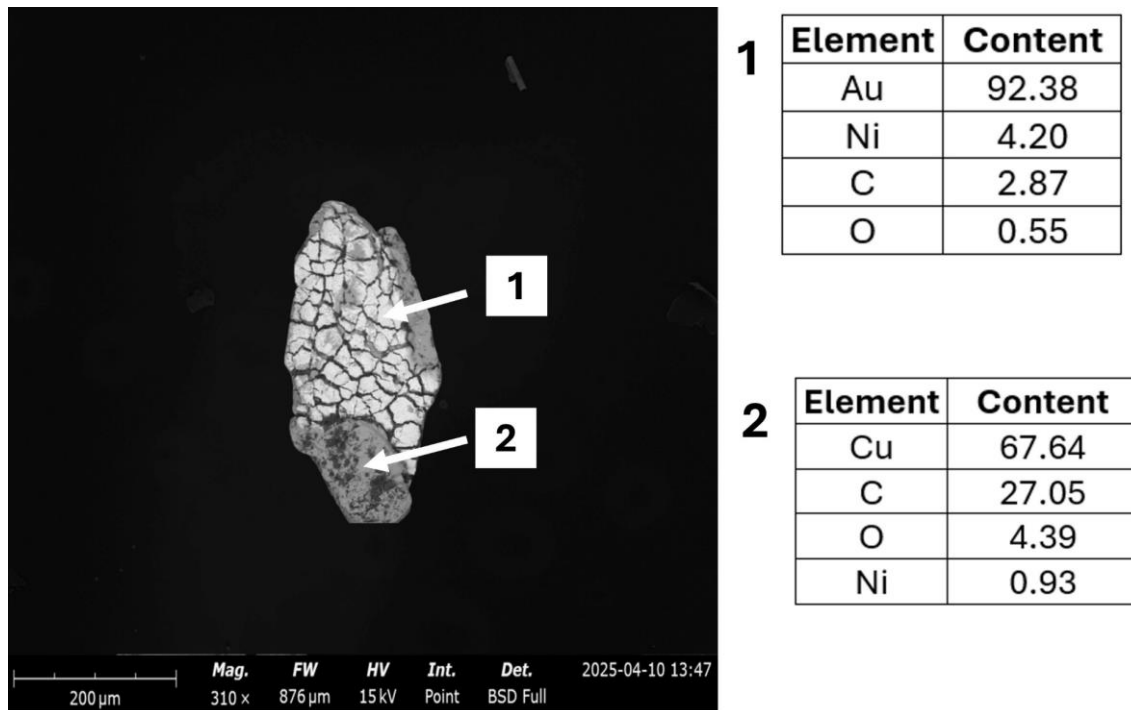 1
Element Content
Au 92.38
Ni 4.20
C 2.87
O 0.55
1
2
2
Element Content
Cu 67.64
C 27.05
O 4.39
Ni 0.93
200 µm
Mag. FW HV Int. Det. 2025-04-10 13:47
310 x 876 µm 15 kV Point BSD Full